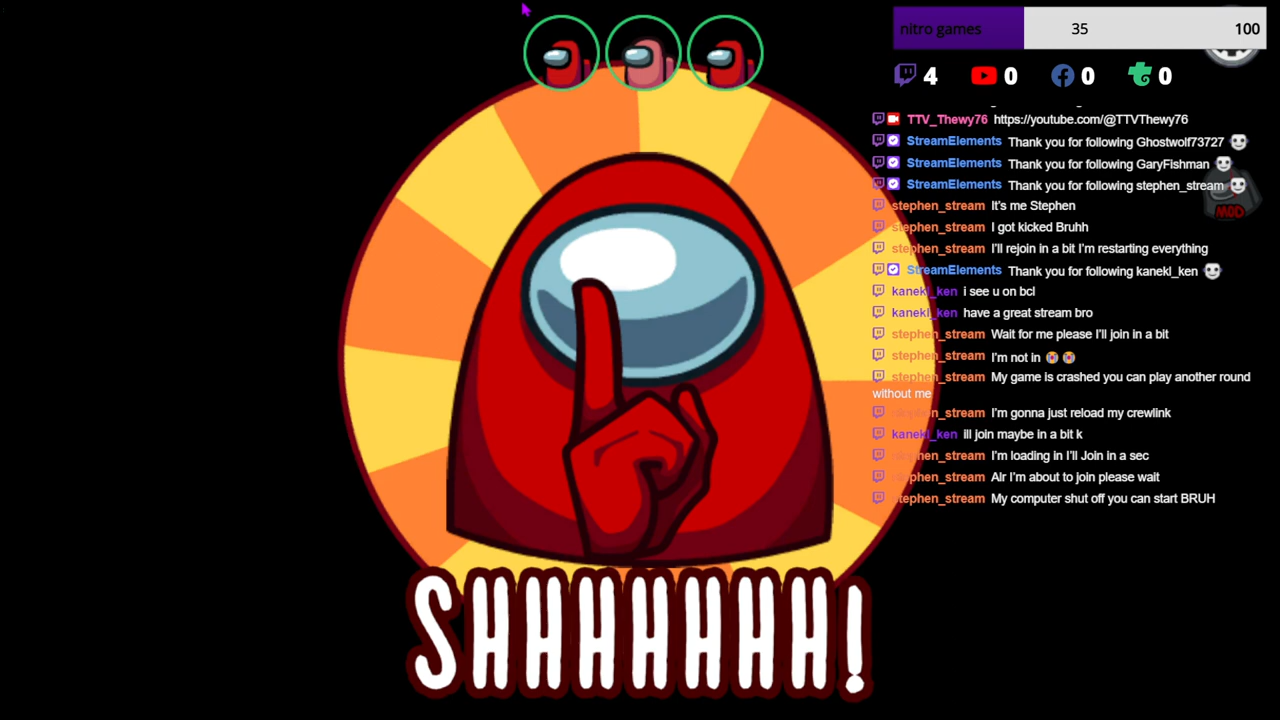 nitro games 35 100
4 0 0 0
TTV_Thewy76 https://youtube.com/@TTVThewy76
StreamElements Thank you for following Ghostwolf73727
StreamElements Thank you for following GaryFishman
StreamElements Thank you for following stephen_stream
MOD
stephen_stream It's me Stephen
stephen_stream I got kicked Bruhh
stephen_stream I'll rejoin in a bit I'm restarting everything
StreamElements Thank you for following kaneki_ken
kaneki_ken i see u on bcl
kaneki_ken have a great stream bro
stephen_stream Wait for me please I'll join in a bit
stephen_stream I'm not in 😭 😭
stephen_stream My game is crashed you can play another round
without me
stephen_stream I'm gonna just reload my crewlink
kaneki_ken ill join maybe in a bit k
stephen_stream I'm loading in I'll Join in a sec
stephen_stream Alr I'm about to join please wait
stephen_stream My computer shut off you can start BRUH
SHHHHHHH!